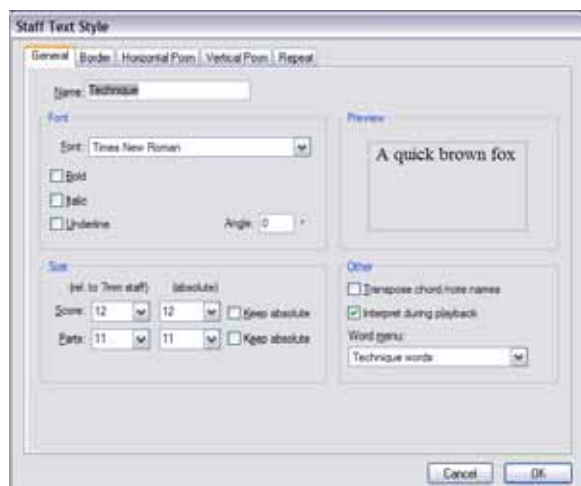 Staff Text Style
General Border Horizontal Posn Vertical Posn Repeat
Name: Technique
Font
Font: Times New Roman
Bold
Italic
Underline
Angle: 0 °
Preview
A quick brown fox
Size
(rel. to 7mm staff) (absolute)
Score: 12 12 Keep absolute
Parts: 11 11 Keep absolute
Other
Transpose chord/note names
Interpret during playback
Word menu:
Technique words
Cancel OK